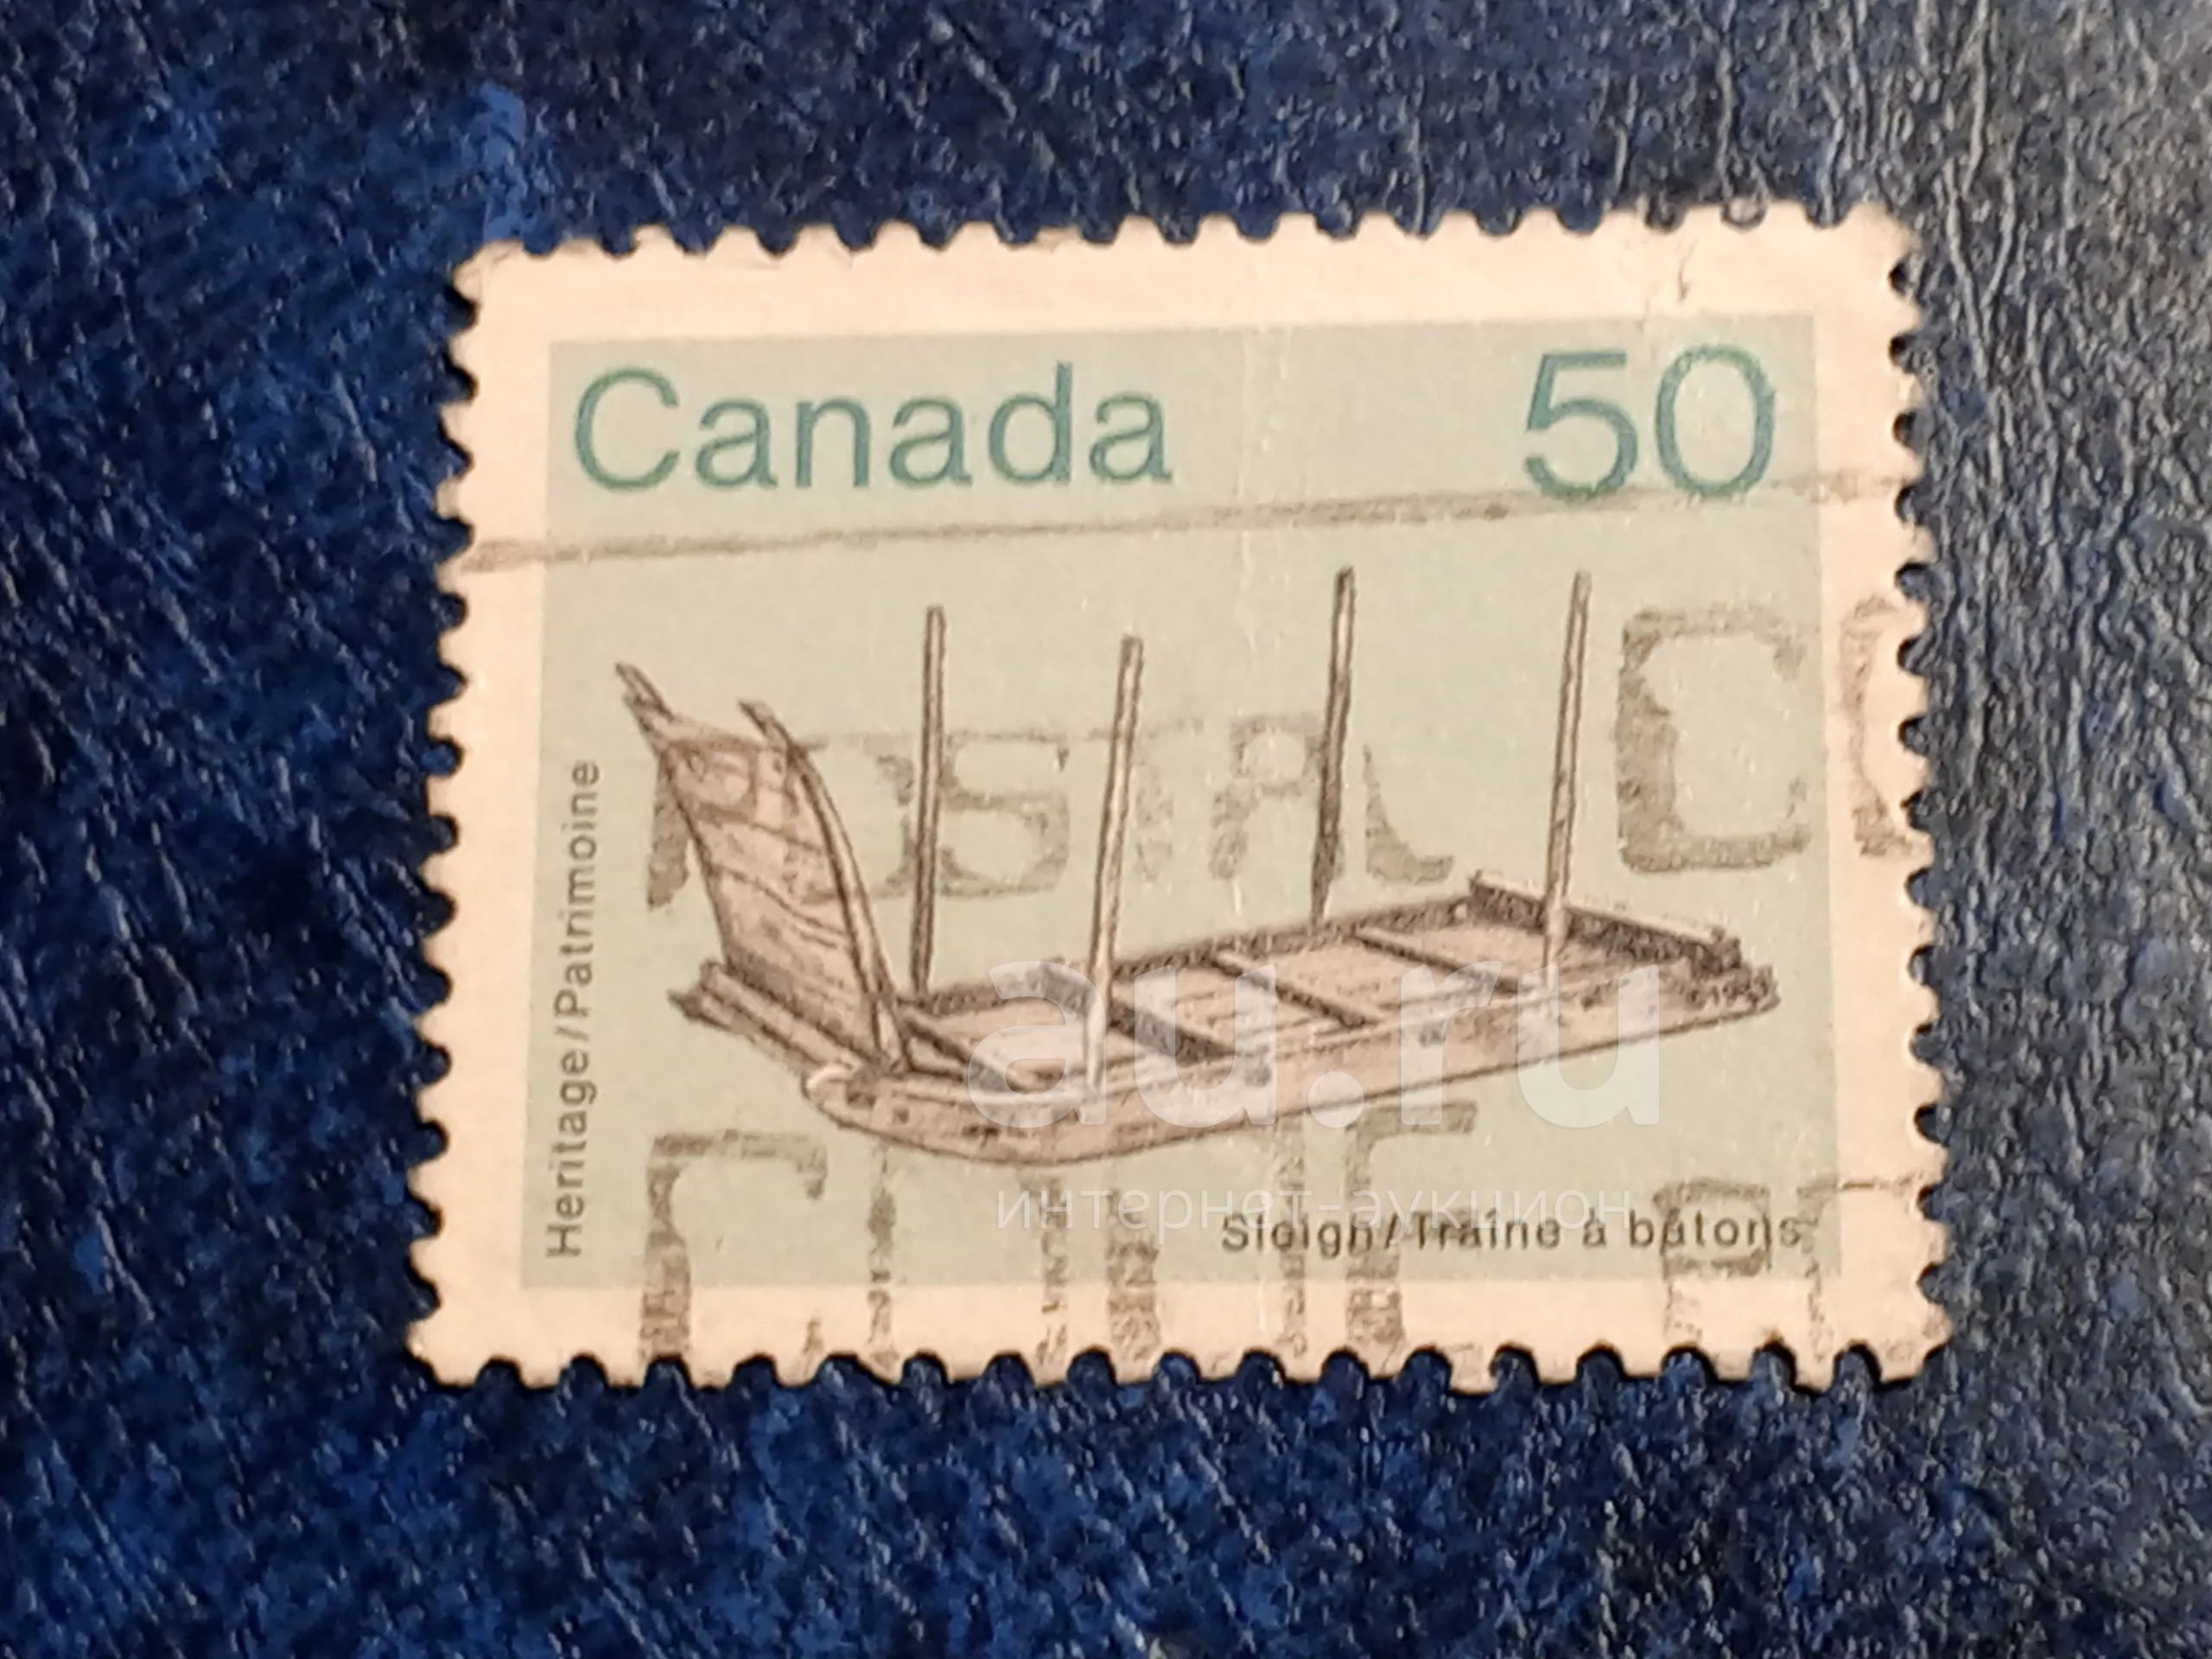 Canada 50
Heritage/Patrimoine
au.ru
интернет-аукцион
Sleigh/Traîne à bâtons